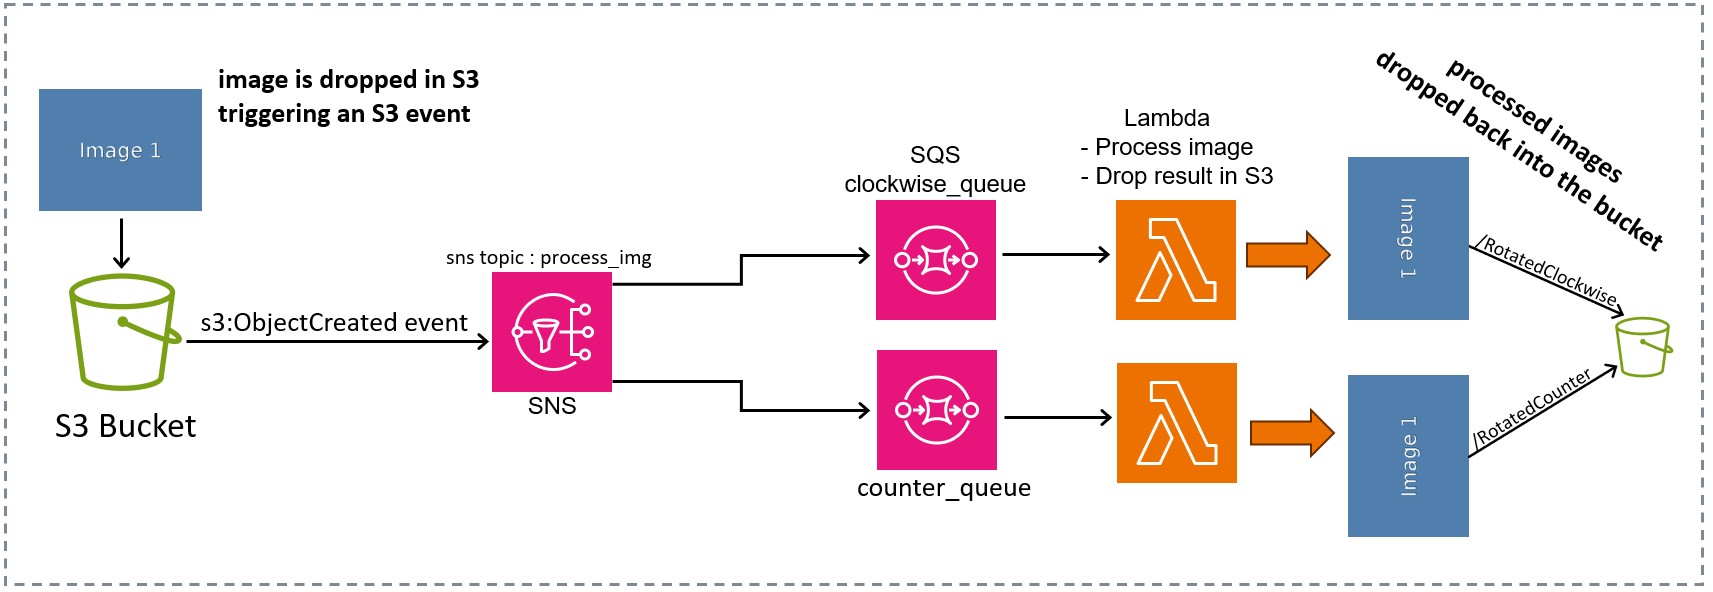 image is dropped in S3
triggering an S3 event
Image 1
S3 Bucket
s3:ObjectCreated event
sns topic : process_img
SNS
SQS
clockwise_queue
counter_queue
Lambda
- Process image
- Drop result in S3
Image 1
Image 1
processed images
dropped back into the bucket
/RotatedClockwise
/RotatedCounter